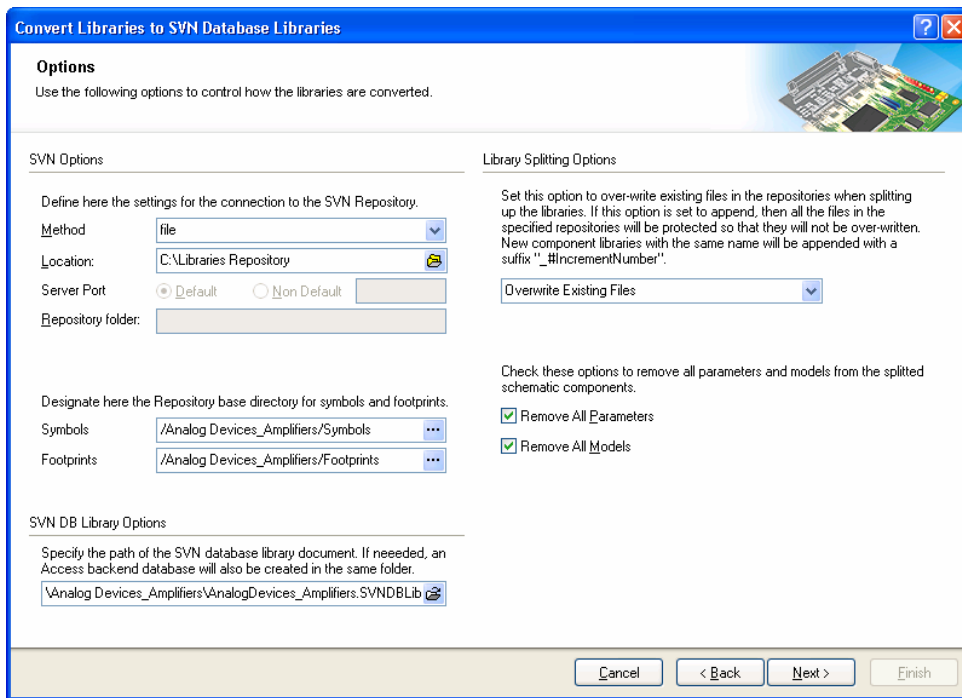 Convert Libraries to SVN Database Libraries
Options
Use the following options to control how the libraries are converted.
SVN Options
Define here the settings for the connection to the SVN Repository.
Method
file
Location:
C:\Libraries Repository
Server Port
Default
Non Default
Repository folder:
Designate here the Repository base directory for symbols and footprints.
Symbols
/Analog Devices_Amplifiers/Symbols
...
Footprints
/Analog Devices_Amplifiers/Footprints
...
SVN DB Library Options
Specify the path of the SVN database library document. If neeeded, an
Access backend database will also be created in the same folder.
\Analog Devices_Amplifiers\AnalogDevices_Amplifiers.SVNDBLib
Library Splitting Options
Set this option to over-write existing files in the repositories when splitting
up the libraries. If this option is set to append, then all the files in the
specified repositories will be protected so that they will not be over-written.
New component libraries with the same name will be appended with a
suffix "_#IncrementNumber".
Overwrite Existing Files
Check these options to remove all parameters and models from the splitted
schematic components.
Remove All Parameters
Remove All Models
Cancel
< Back
Next >
Finish